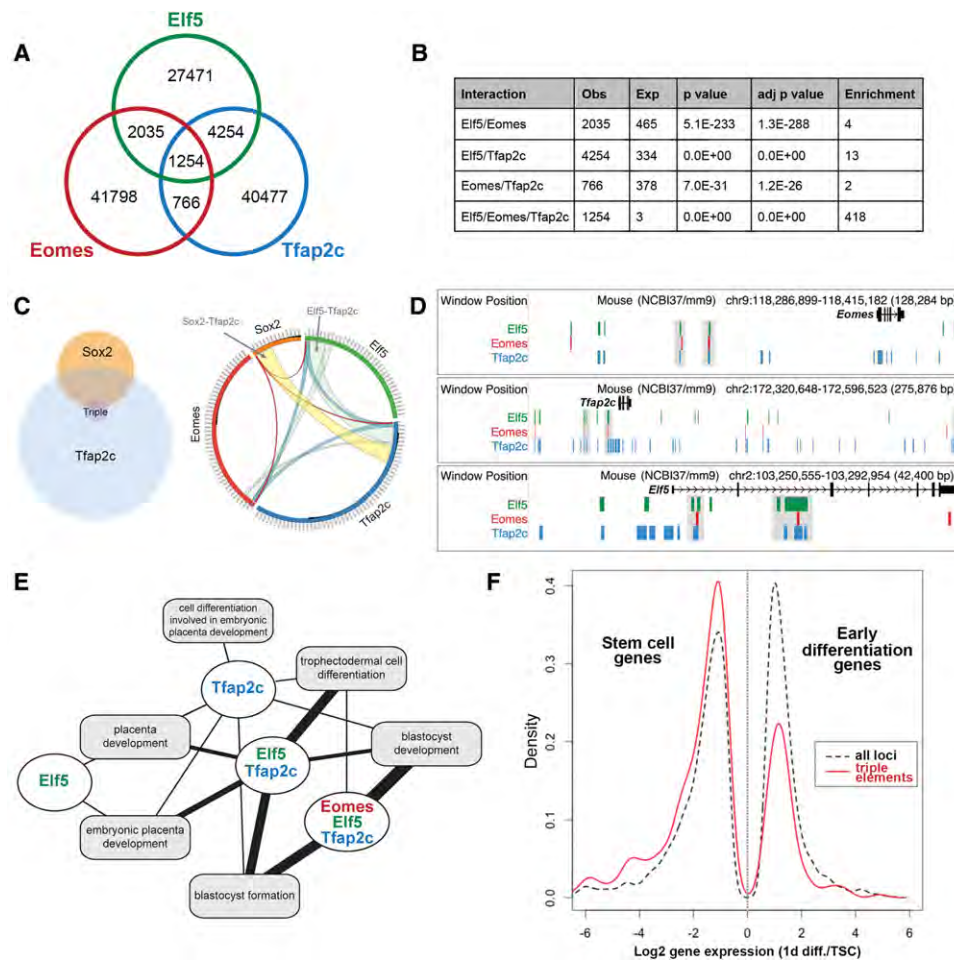 A
Elf5
27471
2035
4254
1254
41798
766
40477
Eomes
Tfap2c
B
Interaction Obs Exp p value adj p value Enrichment
Elf5/Eomes 2035 465 5.1E-233 1.3E-288 4
Elf5/Tfap2c 4254 334 0.0E+00 0.0E+00 13
Eomes/Tfap2c 766 378 7.0E-31 1.2E-26 2
Elf5/Eomes/Tfap2c 1254 3 0.0E+00 0.0E+00 418
C
Sox2
Triple
Tfap2c
Sox2-Tfap2c
Elf5-Tfap2c
Sox2
Elf5
Eomes
Tfap2c
D
Window Position Mouse (NCBI37/mm9) chr9:118,286,899-118,415,182 (128,284 bp)
Eomes
Elf5
Eomes
Tfap2c
Window Position Mouse (NCBI37/mm9) chr2:172,320,648-172,596,523 (275,876 bp)
Tfap2c
Elf5
Eomes
Tfap2c
Window Position Mouse (NCBI37/mm9) chr2:103,250,555-103,292,954 (42,400 bp)
Elf5
Elf5
Eomes
Tfap2c
E
cell differentiation
involved in embryonic
placenta development
trophectodermal cell
differentiation
Tfap2c
placenta
development
blastocyst
development
Elf5
Tfap2c
Elf5
Eomes
Elf5
Tfap2c
embryonic placenta
development
blastocyst formation
F
Density
0.4
0.3
0.2
0.1
0.0
Stem cell
genes
Early
differentiation
genes
all loci
triple
elements
-6 -4 -2 0 2 4 6
Log2 gene expression (1d diff./TSC)